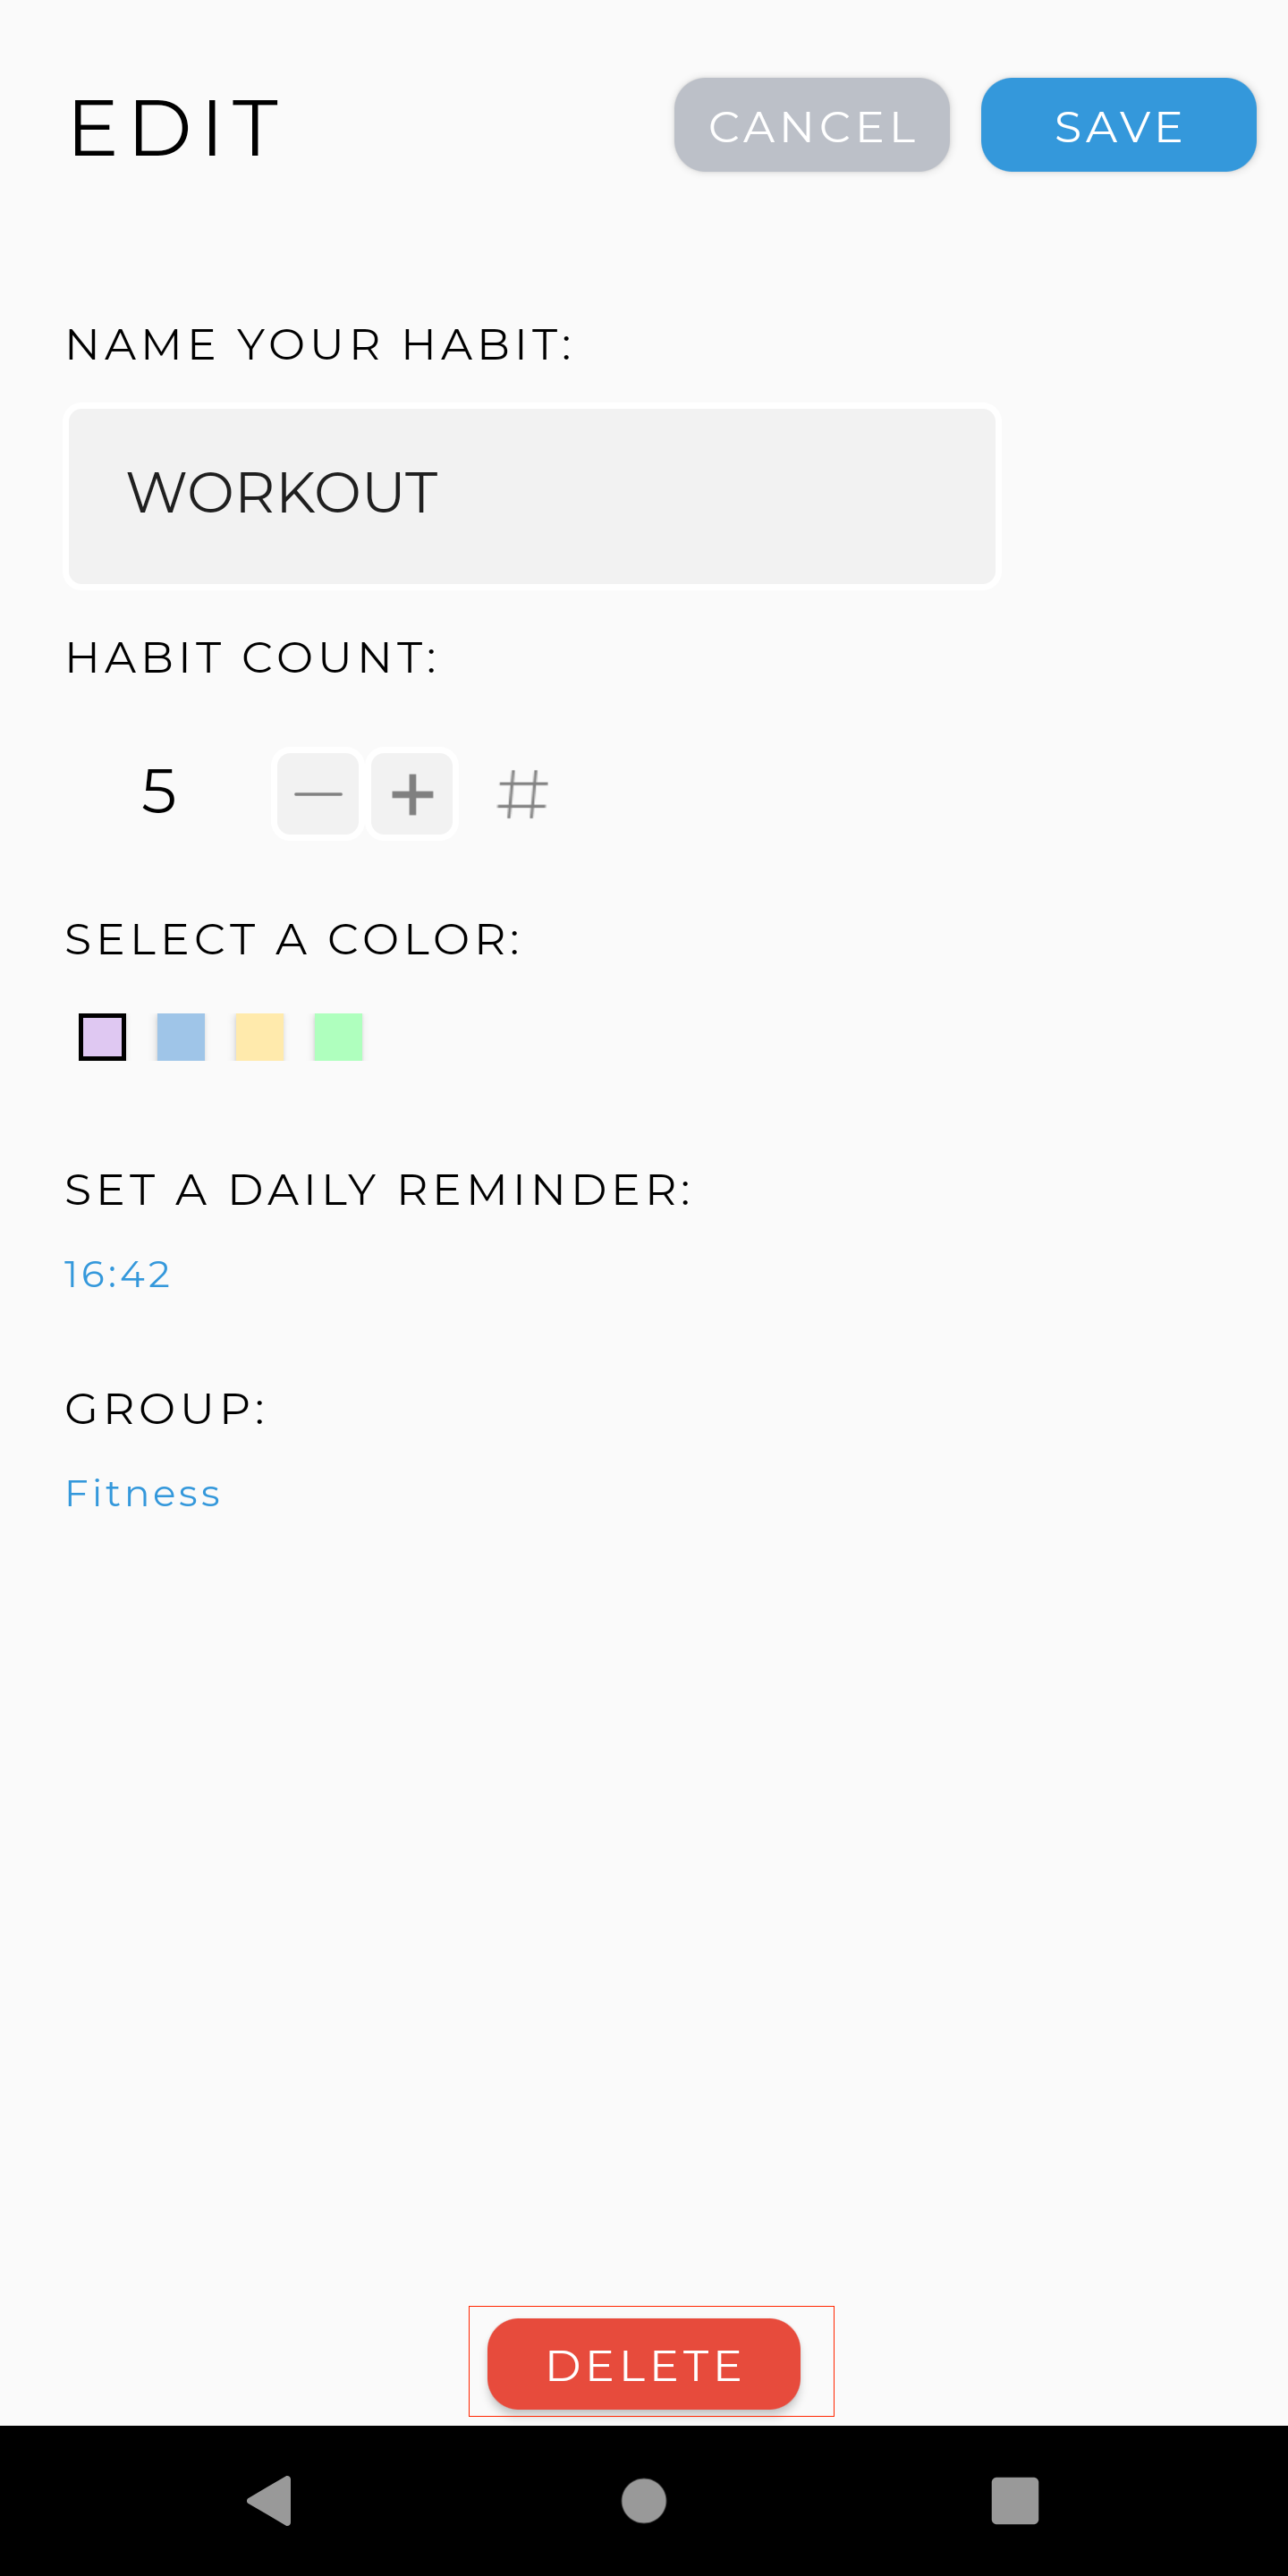 EDIT
CANCEL
SAVE
NAME YOUR HABIT:
WORKOUT
HABIT COUNT:
5 — + #
SELECT A COLOR:
SET A DAILY REMINDER:
16:42
GROUP:
Fitness
DELETE